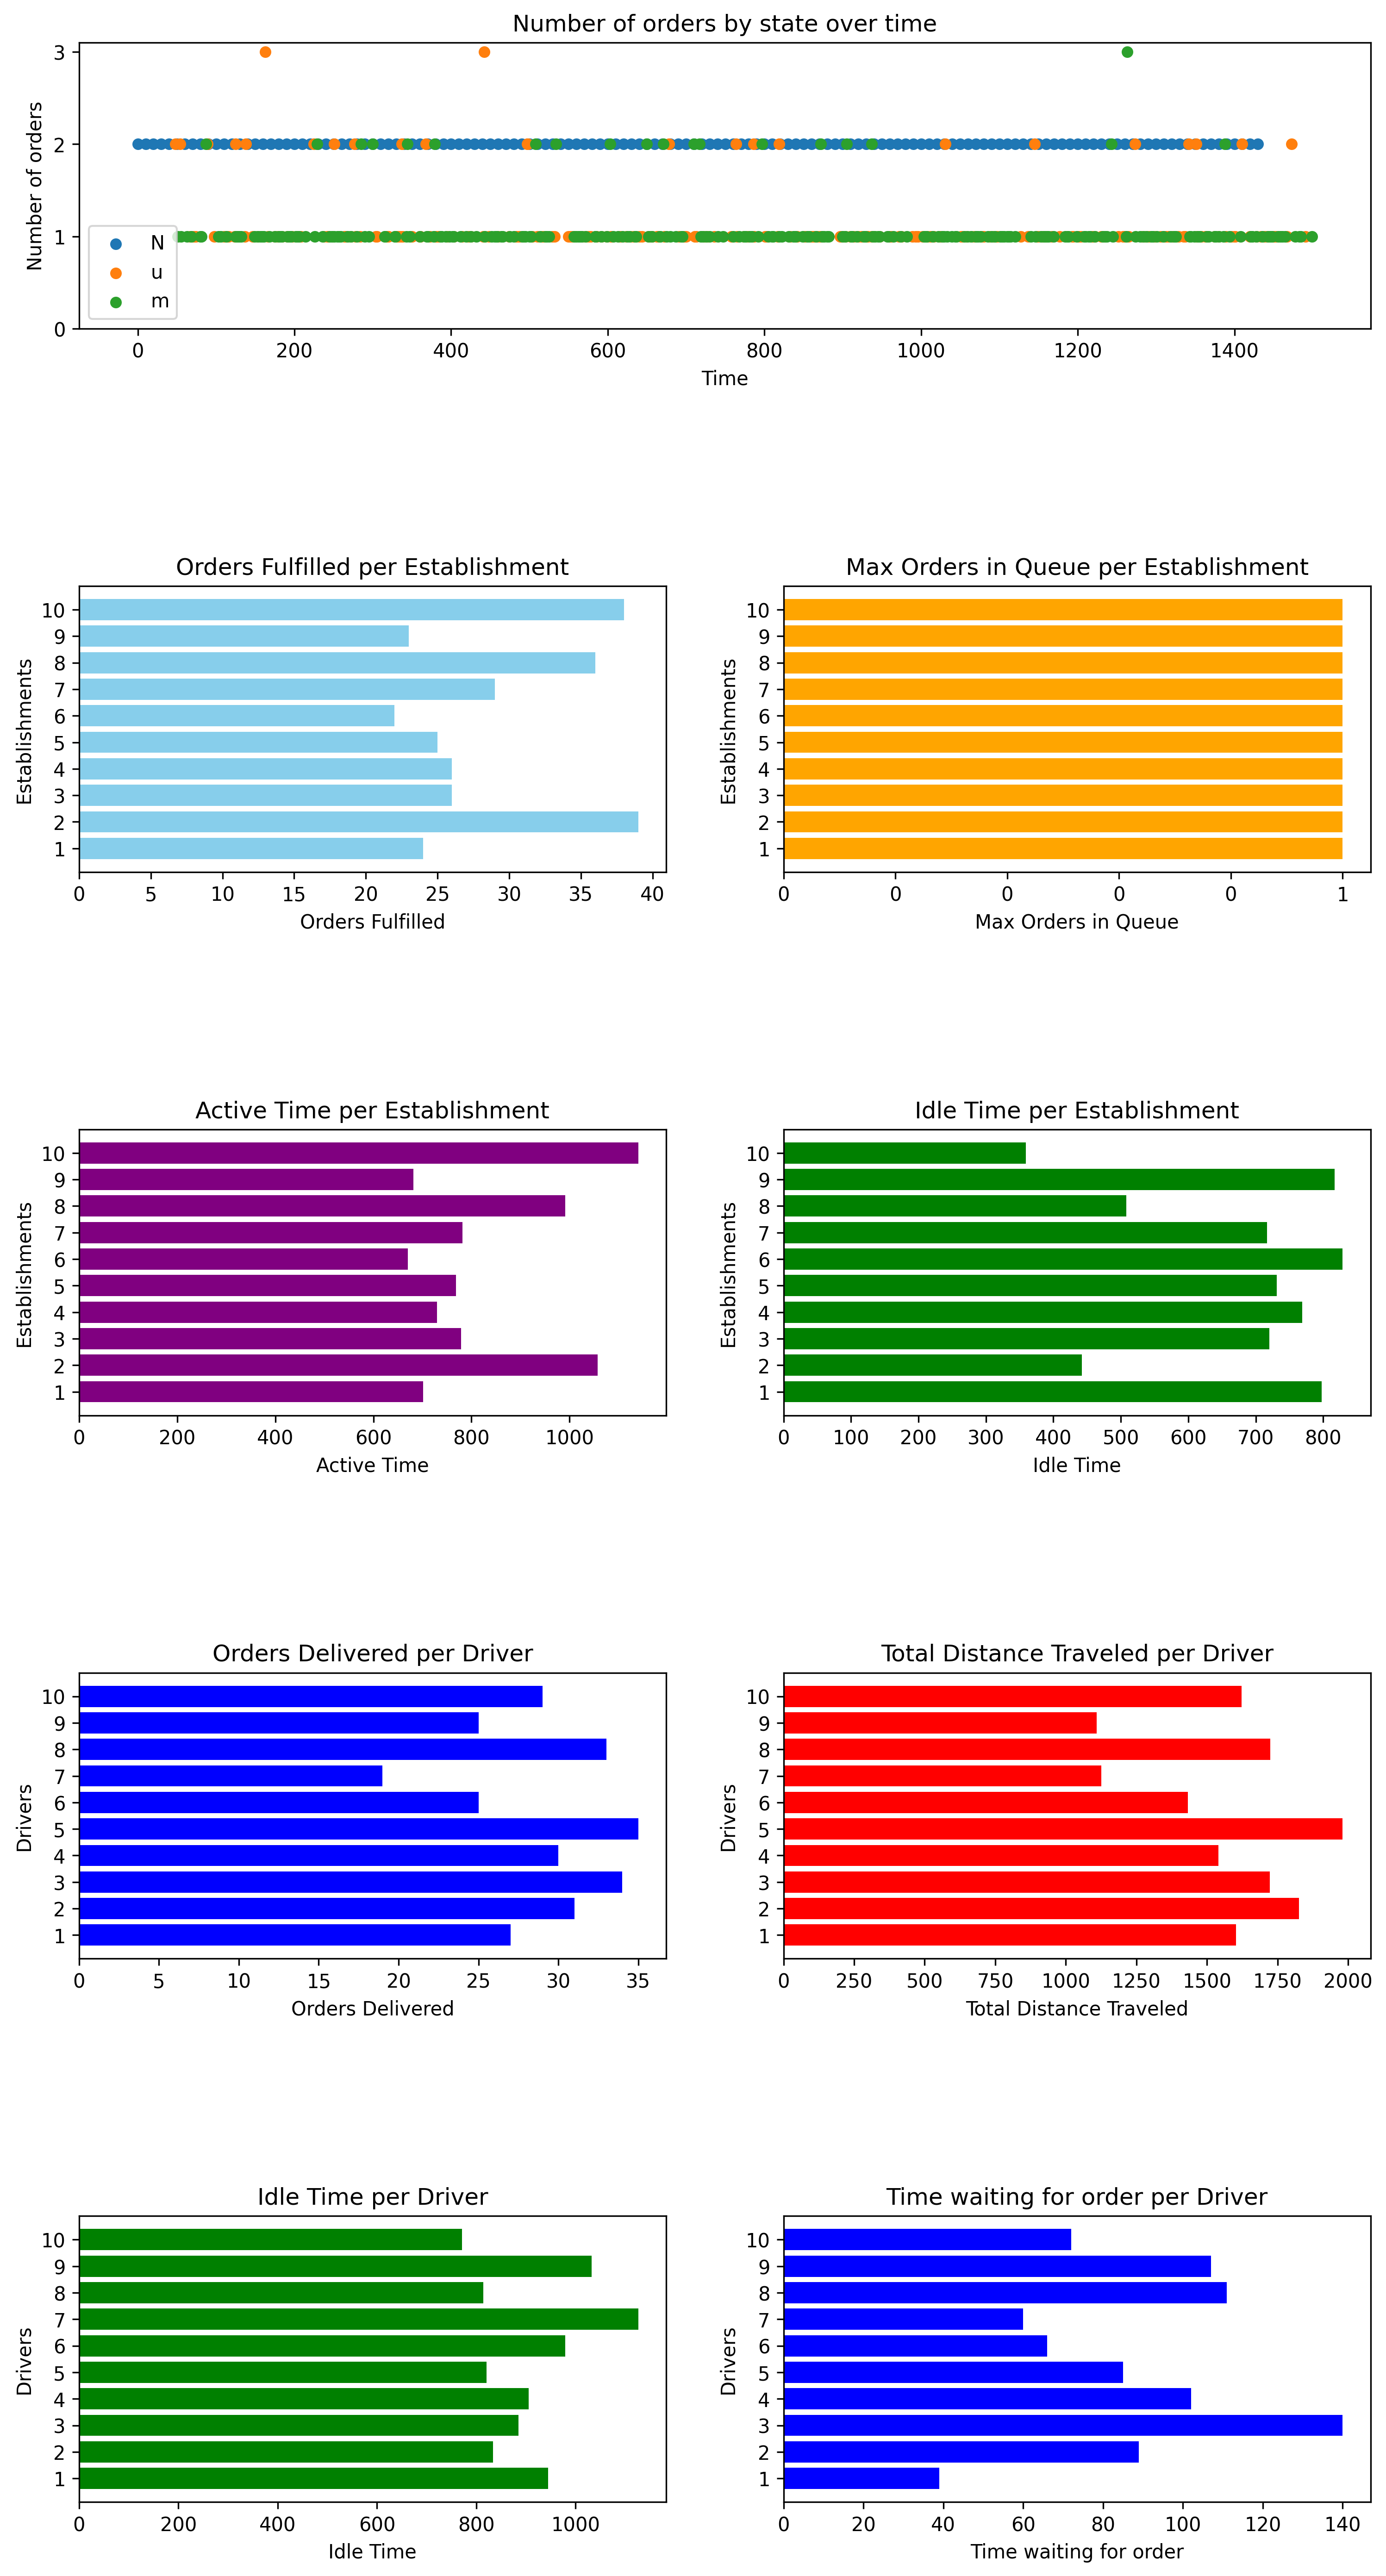 Number of orders by state over time
Number of orders
3
2
1
0
N
u
m
0 200 400 600 800 1000 1200 1400
Time
Orders Fulfilled per Establishment
Establishments
10
9
8
7
6
5
4
3
2
1
0 5 10 15 20 25 30 35 40
Orders Fulfilled
Max Orders in Queue per Establishment
Establishments
10
9
8
7
6
5
4
3
2
1
0 0 0 0 0 1
Max Orders in Queue
Active Time per Establishment
Establishments
10
9
8
7
6
5
4
3
2
1
0 200 400 600 800 1000
Active Time
Idle Time per Establishment
Establishments
10
9
8
7
6
5
4
3
2
1
0 100 200 300 400 500 600 700 800
Idle Time
Orders Delivered per Driver
Drivers
10
9
8
7
6
5
4
3
2
1
0 5 10 15 20 25 30 35
Orders Delivered
Total Distance Traveled per Driver
Drivers
10
9
8
7
6
5
4
3
2
1
0 250 500 750 1000 1250 1500 1750 2000
Total Distance Traveled
Idle Time per Driver
Drivers
10
9
8
7
6
5
4
3
2
1
0 200 400 600 800 1000
Idle Time
Time waiting for order per Driver
Drivers
10
9
8
7
6
5
4
3
2
1
0 20 40 60 80 100 120 140
Time waiting for order